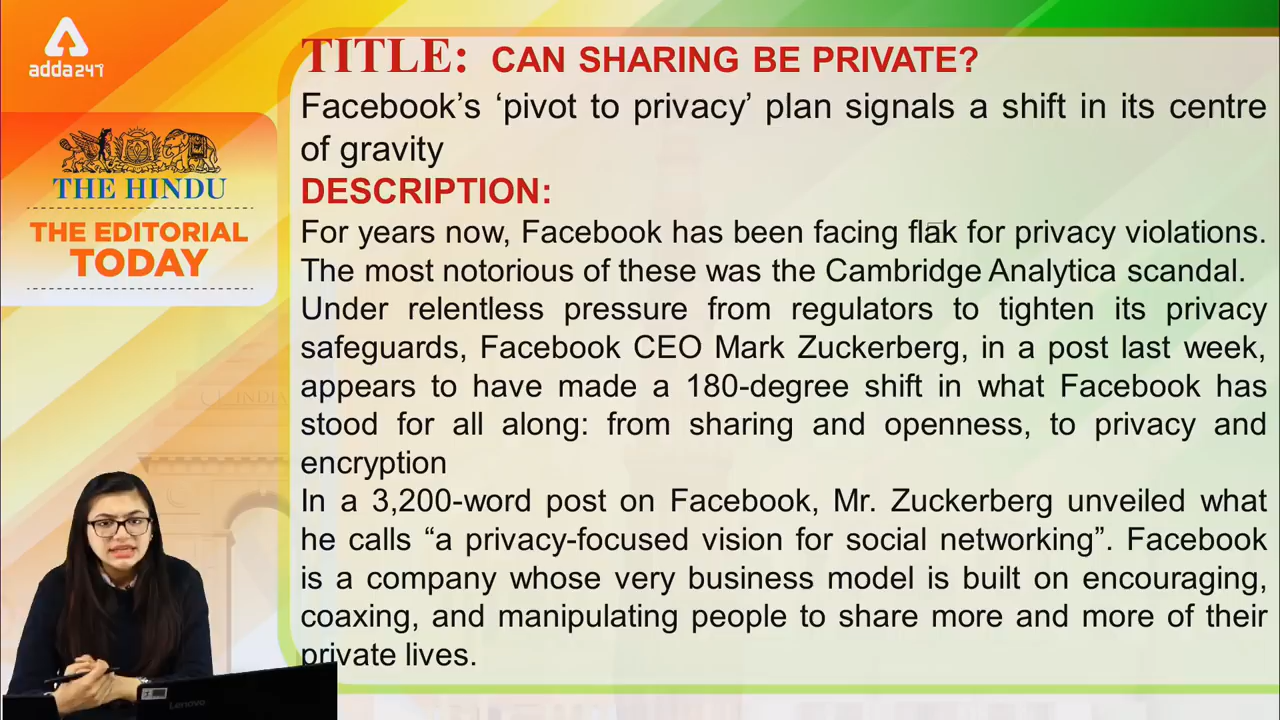 adda247
THE HINDU
THE EDITORIAL
TODAY
TITLE: CAN SHARING BE PRIVATE?
Facebook's ‘pivot to privacy’ plan signals a shift in its centre
of gravity
DESCRIPTION:
For years now, Facebook has been facing flak for privacy violations.
The most notorious of these was the Cambridge Analytica scandal.
Under relentless pressure from regulators to tighten its privacy
safeguards, Facebook CEO Mark Zuckerberg, in a post last week,
appears to have made a 180-degree shift in what Facebook has
stood for all along: from sharing and openness, to privacy and
encryption
In a 3,200-word post on Facebook, Mr. Zuckerberg unveiled what
he calls “a privacy-focused vision for social networking”. Facebook
is a company whose very business model is built on encouraging,
coaxing, and manipulating people to share more and more of their
private lives.
Lenovo
INDIA